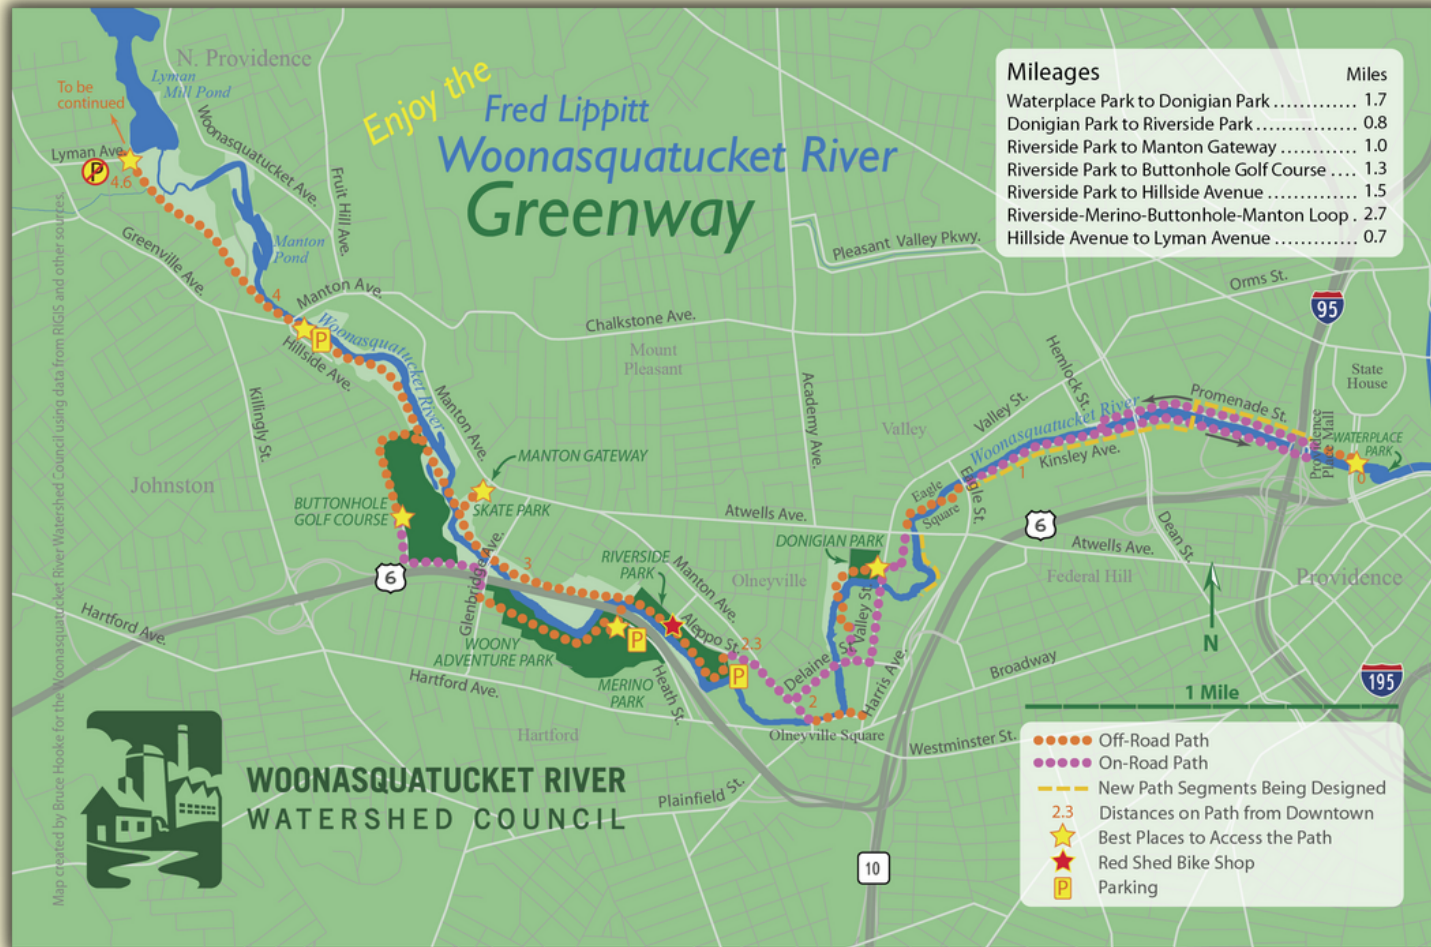 Enjoy the
Fred Lippitt
Woonasquatucket River
Greenway
Mileages Miles
Waterplace Park to Donigian Park ............. 1.7
Donigian Park to Riverside Park ............... 0.8
Riverside Park to Manton Gateway ........... 1.0
Riverside Park to Buttonhole Golf Course .... 1.3
Riverside Park to Hillside Avenue ............. 1.5
Riverside-Merino-Buttonhole-Manton Loop . 2.7
Hillside Avenue to Lyman Avenue ............ 0.7
N. Providence
Lyman
Mill Pond
To be
continued
Lyman Ave.
P
4.6
Woonasquatucket Ave.
Fruit Hill Ave.
Greenville Ave.
Manton
Pond
4
Manton Ave.
Woonasquatucket River
P
Hillside Ave.
Killingly St.
Manton Ave.
Johnston
Pleasant Valley Pkwy.
Chalkstone Ave.
Mount
Pleasant
Academy Ave.
Valley
Valley St.
Hemlock St.
Orms St.
95
State
House
Promenade St.
Woonasquatucket River
Kinsley Ave.
1
Providence
Place Mall
WATERPLACE
PARK
0
Eagle
Square
Eagle St.
MANTON GATEWAY
SKATE PARK
BUTTONHOLE
GOLF COURSE
Atwells Ave.
6
Atwells Ave.
Dean St.
Federal Hill
Providence
DONIGIAN PARK
Olneyville
RIVERSIDE
PARK
Manton Ave.
3
6
Glenbridge Ave.
Hartford Ave.
WOONY
ADVENTURE PARK
P
MERINO
PARK
Aleppo St.
2.3
P
Valley St.
Delaine St.
Harris Ave.
2
Olneyville Square
Heath St.
Hartford Ave.
Hartford
Plainfield St.
Westminster St.
Broadway
N
1 Mile
195
10
WOONASQUATUCKET RIVER
WATERSHED COUNCIL
Map created by Bruce Hooke for the Woonasquatucket River Watershed Council using data from RIGIS and other sources.
Off-Road Path
On-Road Path
New Path Segments Being Designed
2.3 Distances on Path from Downtown
Best Places to Access the Path
Red Shed Bike Shop
P Parking